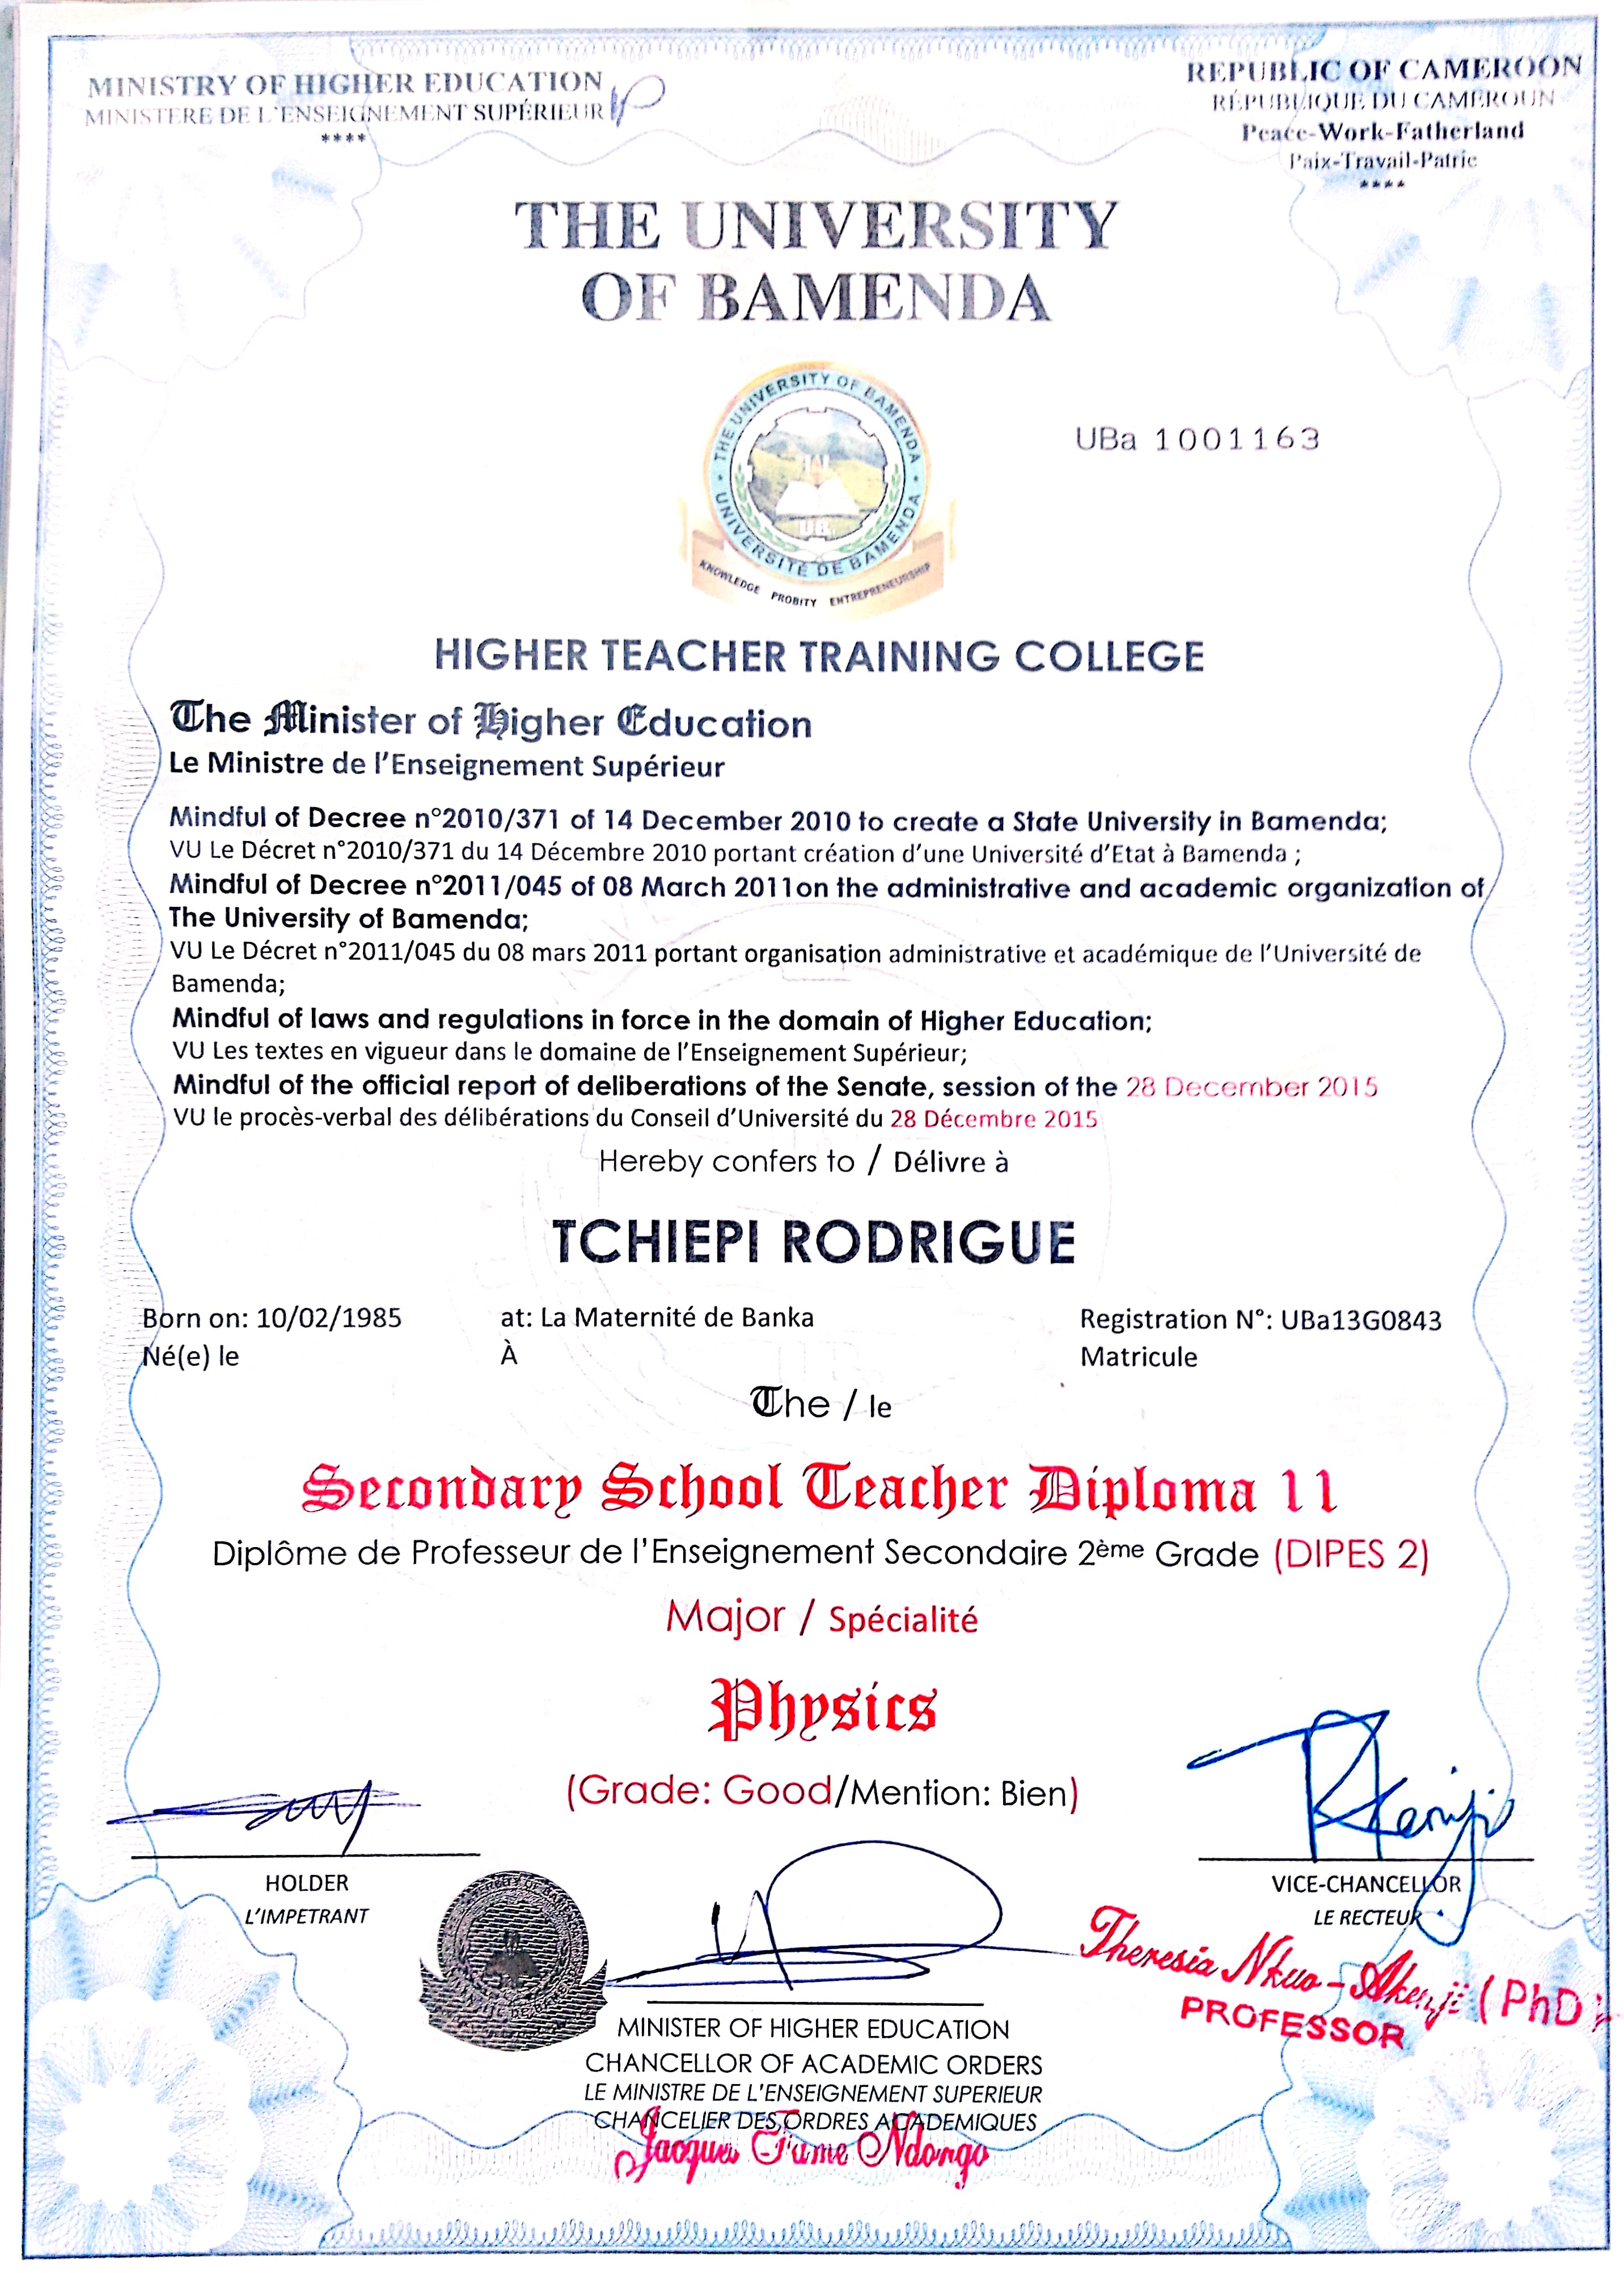 MINISTRY OF HIGHER EDUCATION
MINISTERE DE L'ENSEIGNEMENT SUPÉRIEUR
****
REPUBLIC OF CAMEROON
RÉPUBLIQUE DU CAMEROUN
Peace-Work-Fatherland
Paix-Travail-Patrie
****
THE UNIVERSITY
OF BAMENDA
THE UNIVERSITY OF BAMENDA
UNIVERSITÉ DE BAMENDA
KNOWLEDGE PROBITY ENTREPRENEURSHIP
UBa 1001163
HIGHER TEACHER TRAINING COLLEGE
The Minister of Higher Education
Le Ministre de l'Enseignement Supérieur
Mindful of Decree n°2010/371 of 14 December 2010 to create a State University in Bamenda;
VU Le Décret n°2010/371 du 14 Décembre 2010 portant création d'une Université d'Etat à Bamenda ;
Mindful of Decree n°2011/045 of 08 March 2011on the administrative and academic organization of
The University of Bamenda;
VU Le Décret n°2011/045 du 08 mars 2011 portant organisation administrative et académique de l'Université de
Bamenda;
Mindful of laws and regulations in force in the domain of Higher Education;
VU Les textes en vigueur dans le domaine de l'Enseignement Supérieur;
Mindful of the official report of deliberations of the Senate, session of the 28 December 2015
VU le procès-verbal des délibérations du Conseil d'Université du 28 Décembre 2015
Hereby confers to / Délivre à
TCHIEPI RODRIGUE
Born on: 10/02/1985 at: La Maternité de Banka Registration N°: UBa13G0843
Né(e) le À Matricule
The / le
Secondary School Teacher Diploma 11
Diplôme de Professeur de l'Enseignement Secondaire 2ème Grade (DIPES 2)
Major / Spécialité
Physics
(Grade: Good/Mention: Bien)
HOLDER
L'IMPETRANT
VICE-CHANCELLOR
LE RECTEUR
Theresia Nkuo-Akenji (PhD)
PROFESSOR
MINISTER OF HIGHER EDUCATION
CHANCELLOR OF ACADEMIC ORDERS
LE MINISTRE DE L'ENSEIGNEMENT SUPERIEUR
CHANCELIER DES ORDRES ACADEMIQUES
Jacques Fame Ndongo